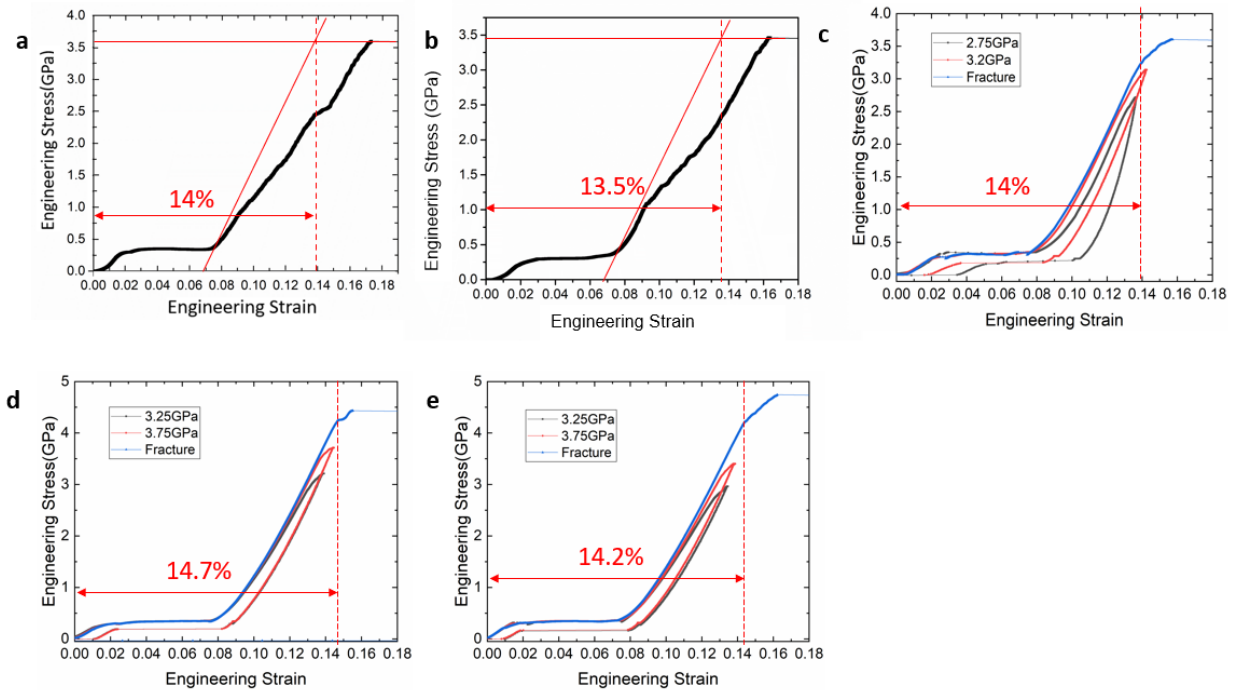 a
4.0
3.5
3.0
2.5
2.0
1.5
1.0
0.5
0.0
Engineering Stress(GPa)
14%
0.00 0.02 0.04 0.06 0.08 0.10 0.12 0.14 0.16 0.18
Engineering Strain
b
3.5
3.0
2.5
2.0
1.5
1.0
0.5
0.0
Engineering Stress (GPa)
13.5%
0.00 0.02 0.04 0.06 0.08 0.10 0.12 0.14 0.16 0.18
Engineering Strain
c
4.0
3.5
3.0
2.5
2.0
1.5
1.0
0.5
0.0
Engineering Stress(GPa)
2.75GPa
3.2GPa
Fracture
14%
0.00 0.02 0.04 0.06 0.08 0.10 0.12 0.14 0.16 0.18
Engineering Strain
d
5
4
3
2
1
0
Engineering Stress(GPa)
3.25GPa
3.75GPa
Fracture
14.7%
0.00 0.02 0.04 0.06 0.08 0.10 0.12 0.14 0.16 0.18
Engineering Strain
e
5
4
3
2
1
0
Engineering Stress(GPa)
3.25GPa
3.75GPa
Fracture
14.2%
0.00 0.02 0.04 0.06 0.08 0.10 0.12 0.14 0.16 0.18
Engineering Strain